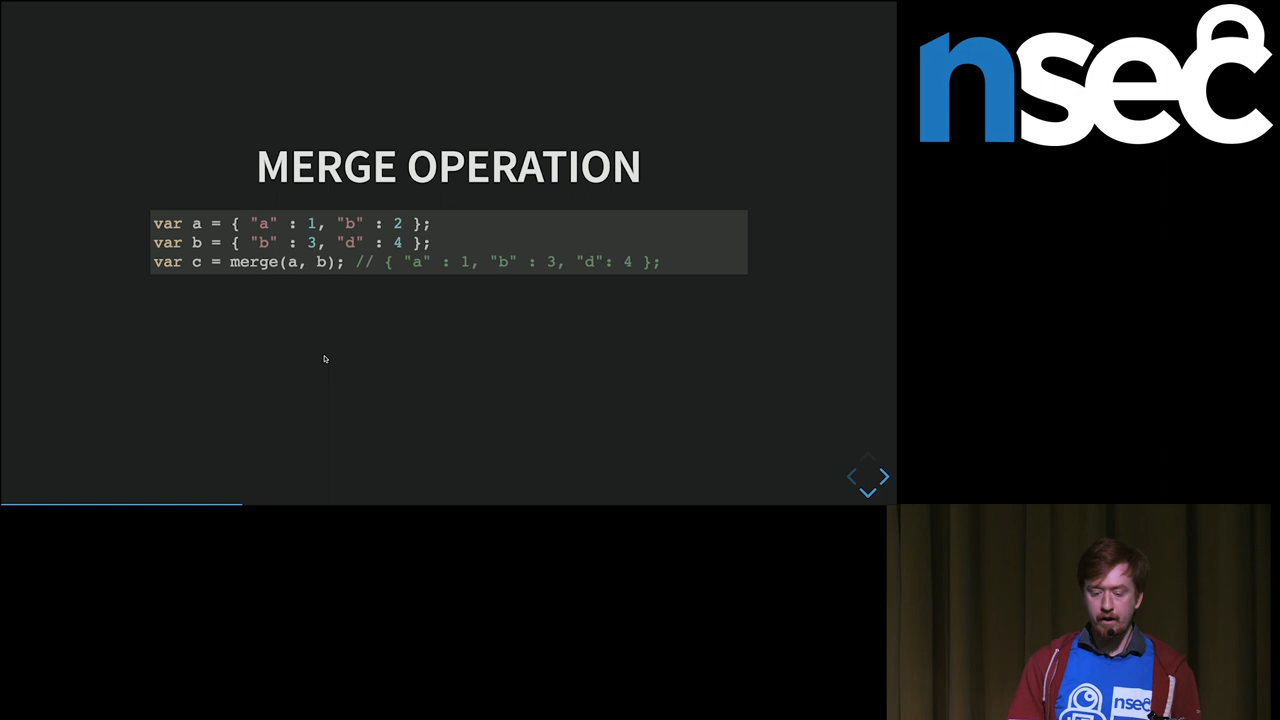 nsec
MERGE OPERATION
var a = { "a" : 1, "b" : 2 };
var b = { "b" : 3, "d" : 4 };
var c = merge(a, b); // { "a" : 1, "b" : 3, "d": 4 };
nsec